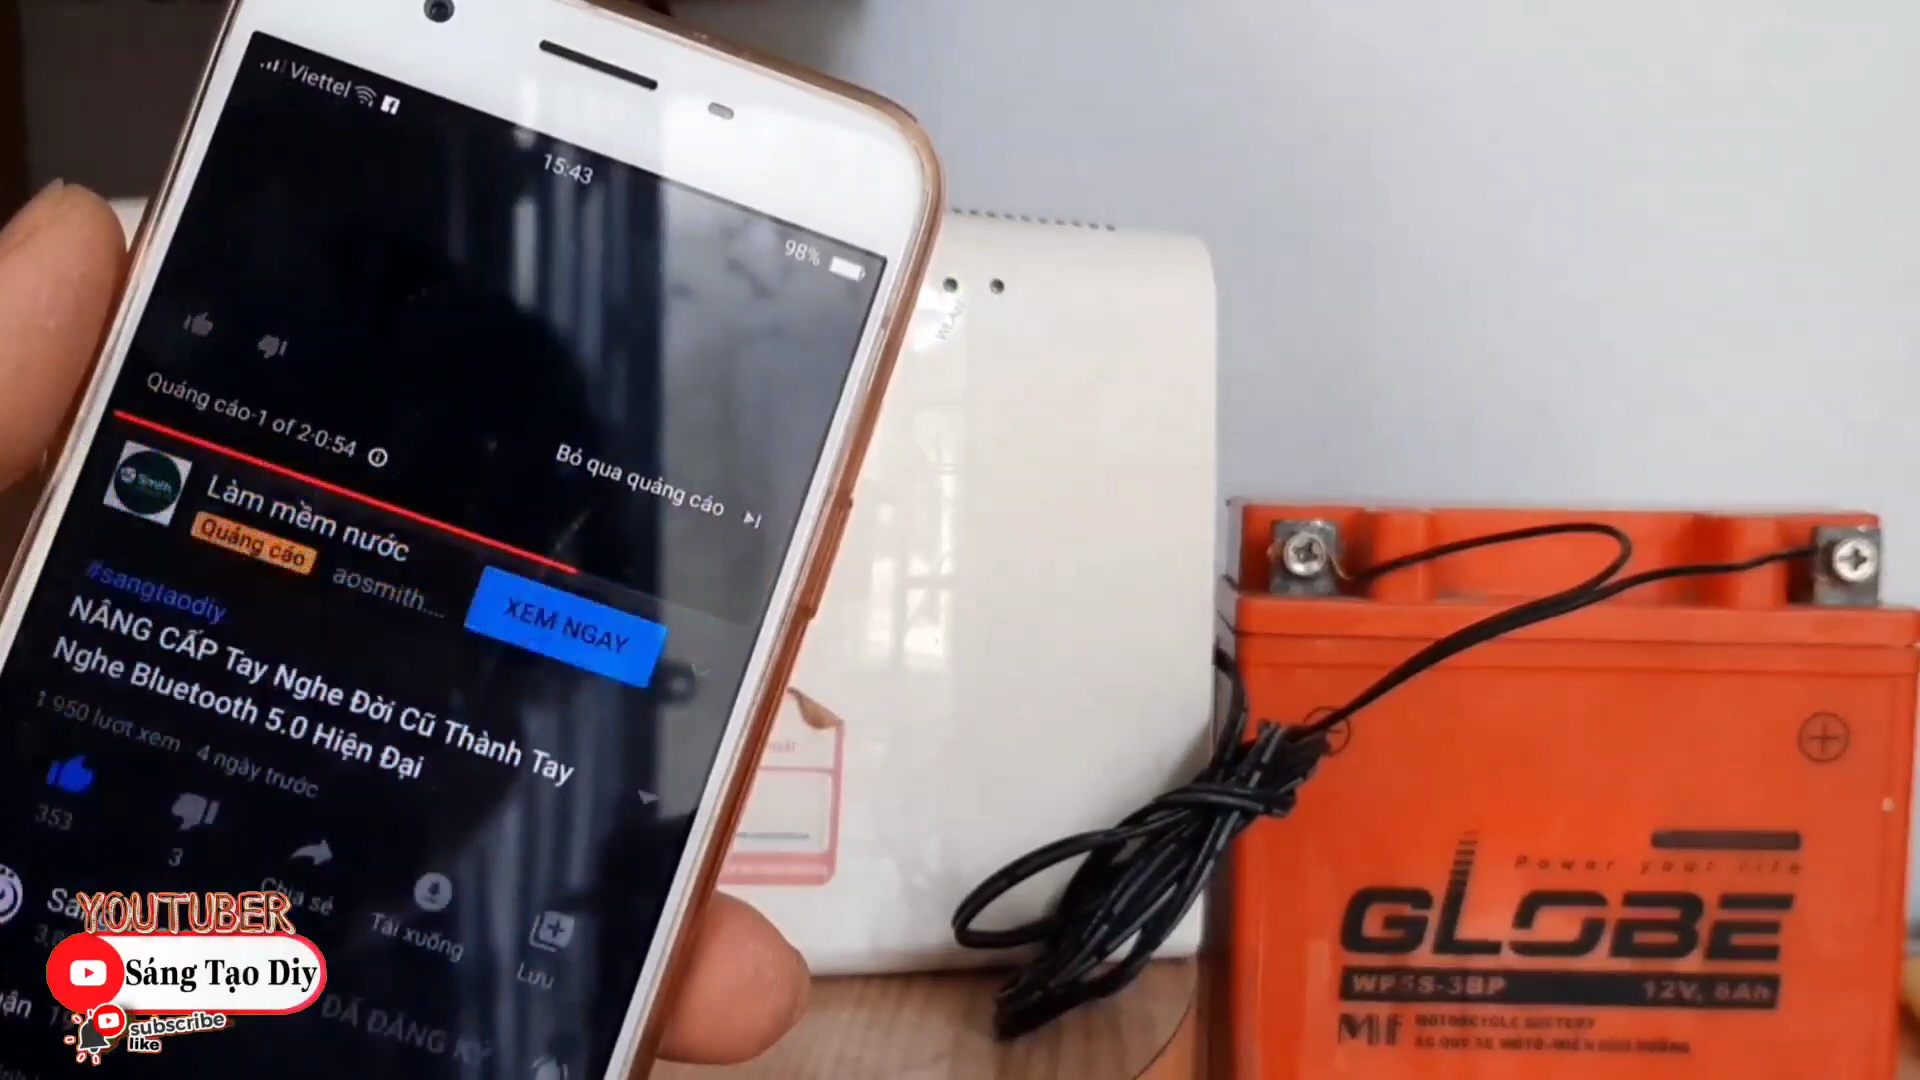 Viettel
15:43
98%
Quảng cáo·1 of 2·0:54
Bỏ qua quảng cáo
Smith
Làm mềm nước
Quảng cáo
aosmith....
XEM NGAY
#sangtaodiy
NÂNG CẤP Tay Nghe Đời Cũ Thành Tay
Nghe Bluetooth 5.0 Hiện Đại
1 950 lượt xem · 4 ngày trước
353
3
Chia sẻ
Tải xuống
Lưu
ĐÃ ĐĂNG KÝ
YOUTUBER
Sáng Tạo Diy
subscribe
like
WLAN
Power your life
GLOBE
12V, 6Ah
MF MOTORCYCLE BATTERY